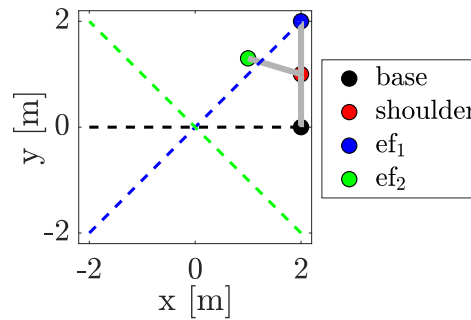 2
0
-2
y [m]
-2 0 2
x [m]
base
shoulder
ef₁
ef₂